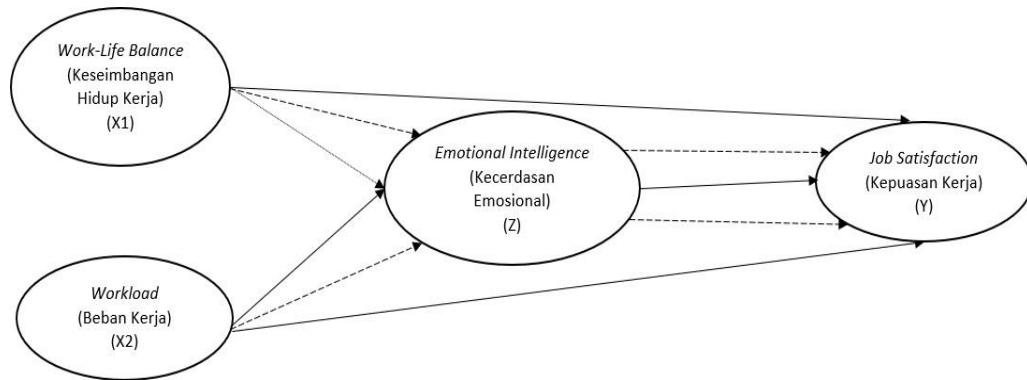 Work-Life Balance
(Keseimbangan
Hidup Kerja)
(X1)
Emotional Intelligence
(Kecerdasan
Emosional)
(Z)
Job Satisfaction
(Kepuasan Kerja)
(Y)
Workload
(Beban Kerja)
(X2)